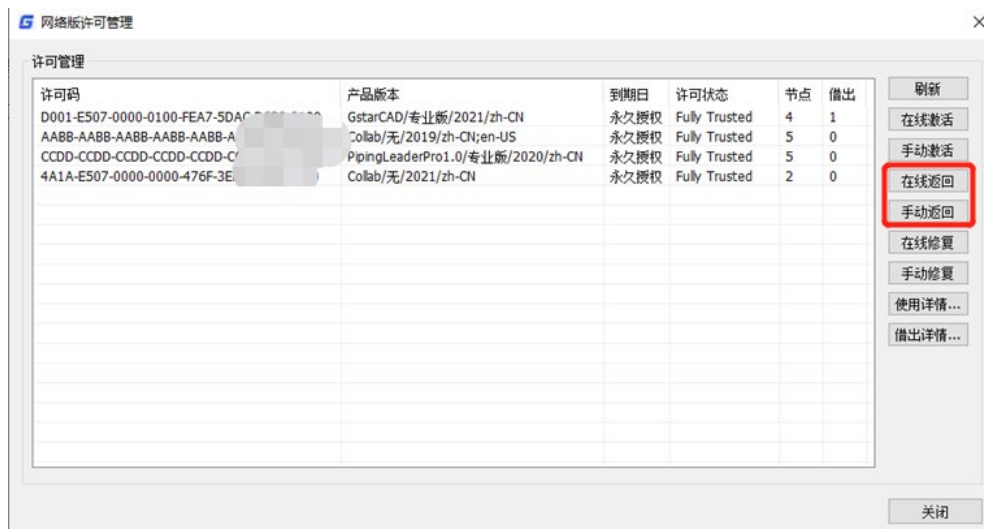 网络版许可管理
许可管理
许可码 产品版本 到期日 许可状态 节点 借出
D001-E507-0000-0100-FEA7-5DAC GstarCAD/专业版/2021/zh-CN 永久授权 Fully Trusted 4 1
AABB-AABB-AABB-AABB-AABB-A Collab/无/2019/zh-CN;en-US 永久授权 Fully Trusted 5 0
CCDD-CCDD-CCDD-CCDD-CCDD- PipingLeaderPro1.0/专业版/2020/zh-CN 永久授权 Fully Trusted 5 0
4A1A-E507-0000-0000-476F-3E Collab/无/2021/zh-CN 永久授权 Fully Trusted 2 0
刷新
在线激活
手动激活
在线返回
手动返回
在线修复
手动修复
使用详情...
借出详情...
关闭